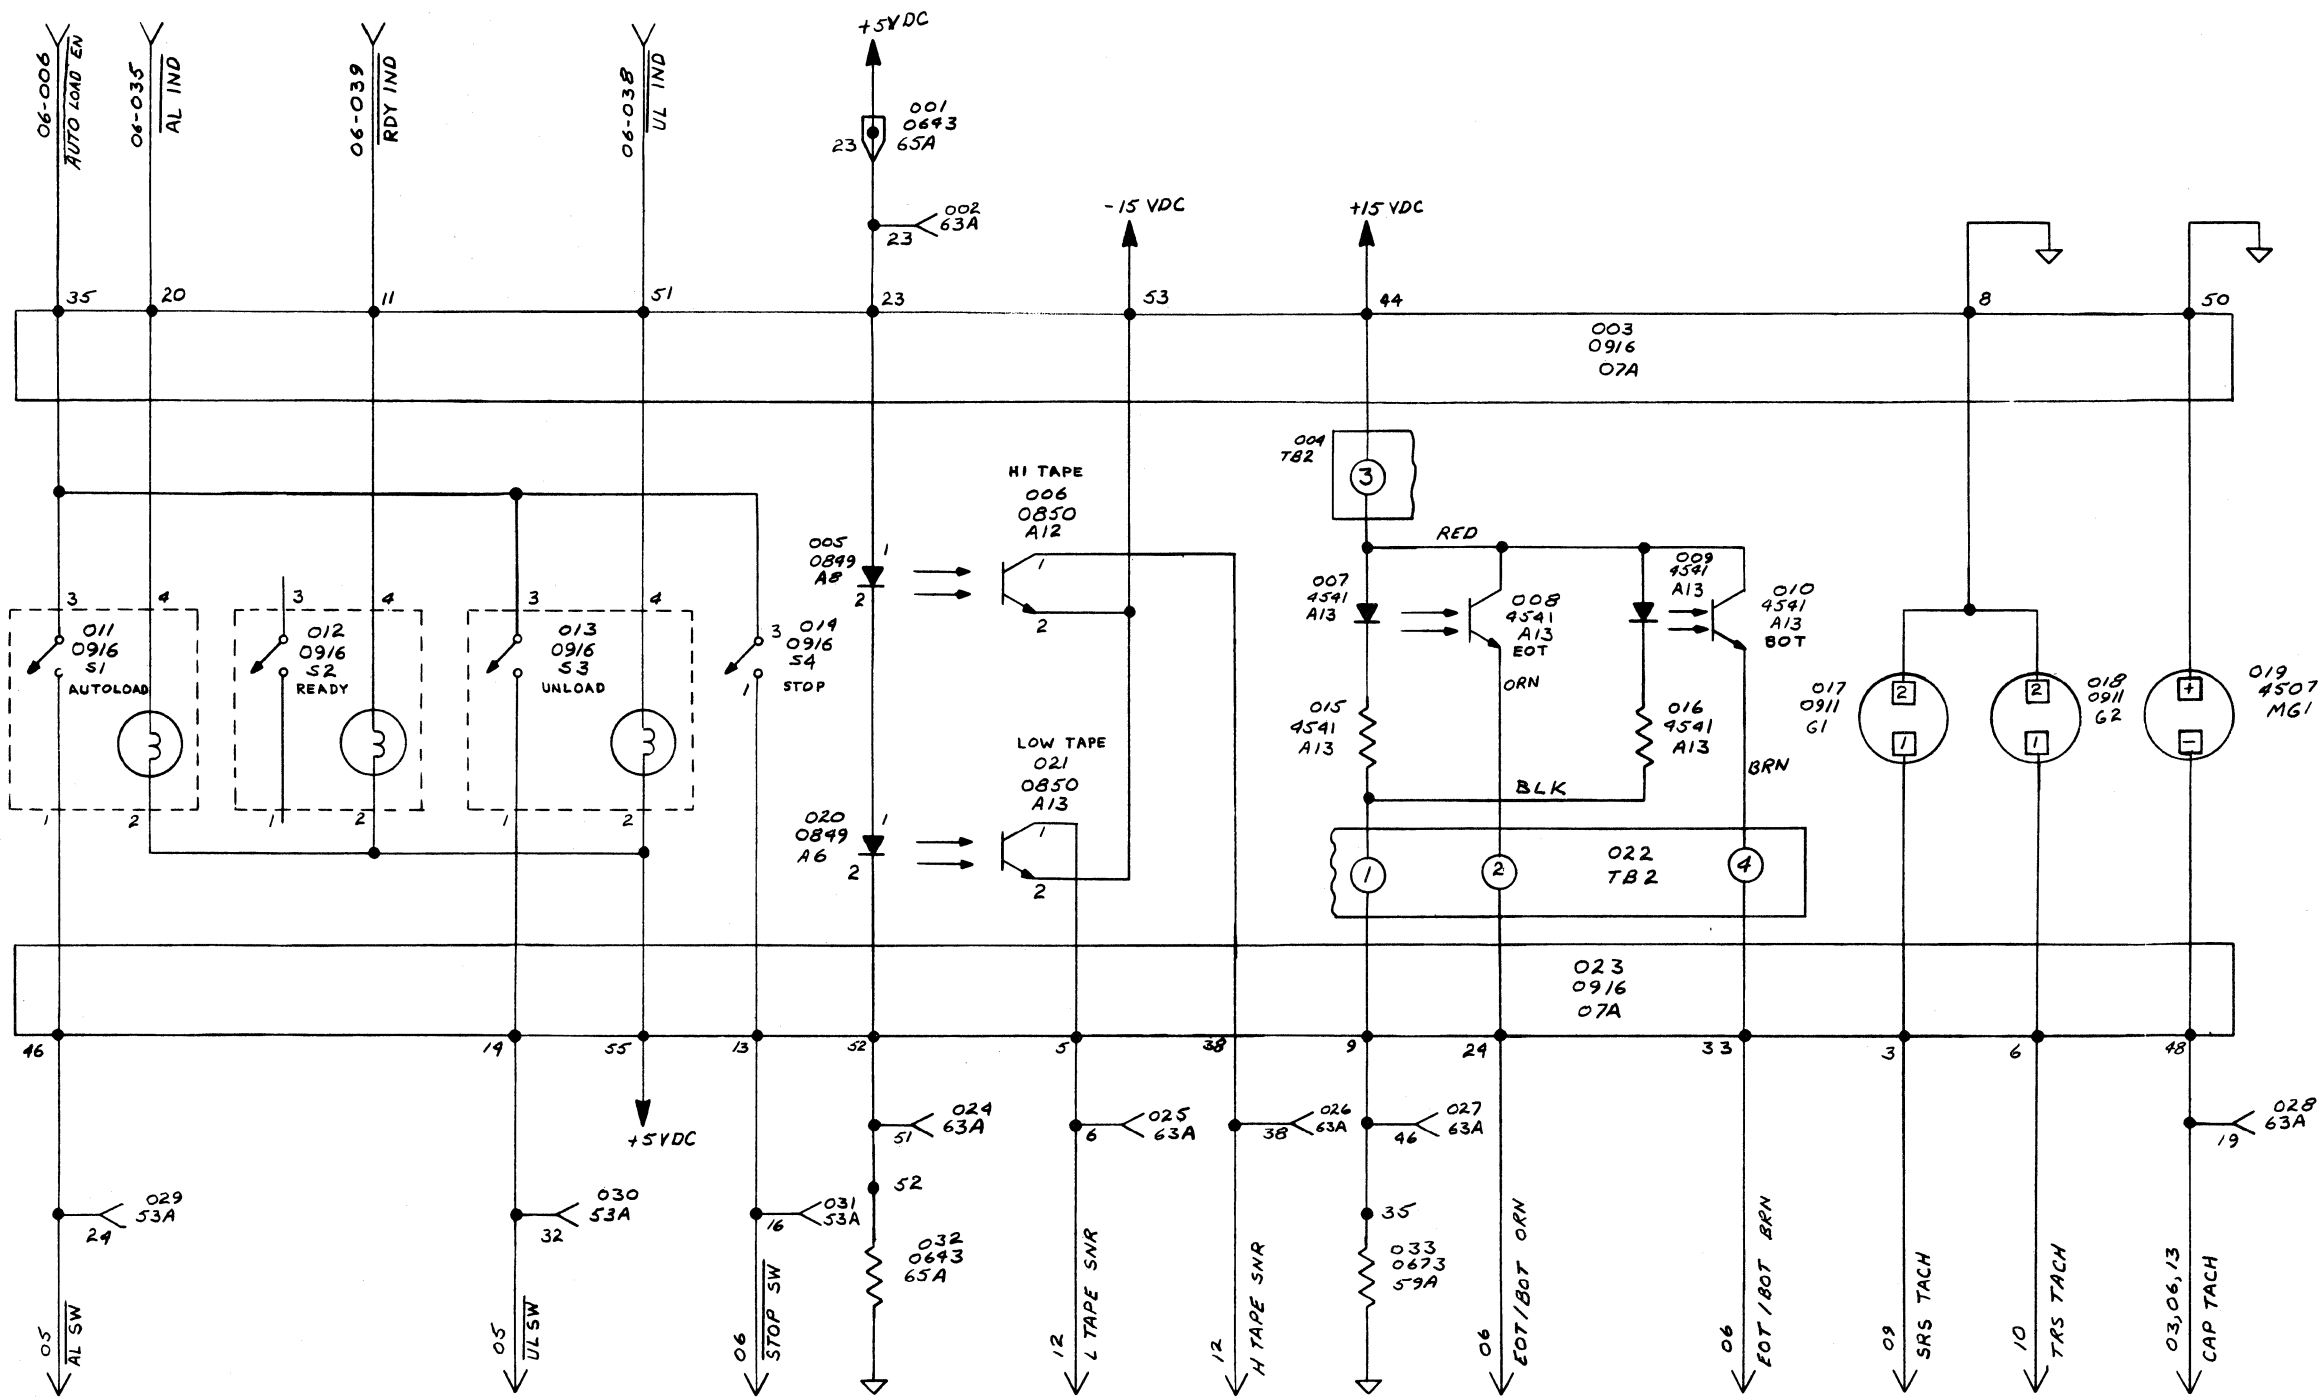 06-006
AUTO LOAD EN
06-035
AL IND
06-039
RDY IND
06-038
UL IND
+5VDC
001
0643
65A
23
002
63A
23
-15 VDC
+15 VDC
35
20
11
51
23
53
44
8
50
003
0916
07A
004
TB2
3
HI TAPE
006
0850
A12
1
2
005
0849
A8
1
2
RED
007
4541
A13
008
4541
A13
EOT
ORN
009
4541
A13
010
4541
A13
BOT
3
4
011
0916
S1
AUTOLOAD
1
2
3
4
012
0916
S2
READY
1
2
3
4
013
0916
S3
UNLOAD
1
2
3
014
0916
S4
STOP
1
015
4541
A13
016
4541
A13
BRN
BLK
017
0911
G1
2
1
018
0911
G2
2
1
019
4507
MG1
+
-
LOW TAPE
021
0850
A13
1
2
020
0849
A6
1
2
1
2
022
TB2
4
023
0916
07A
46
14
55
13
52
5
38
9
24
33
3
6
48
+5VDC
024
63A
51
025
63A
6
026
63A
38
027
63A
46
028
63A
19
029
53A
24
030
53A
32
031
53A
16
52
032
0643
65A
35
033
0673
59A
05
AL SW
05
UL SW
06
STOP SW
12
L TAPE SNR
12
H TAPE SNR
06
EOT/BOT ORN
06
EOT/BOT BRN
09
SRS TACH
10
TRS TACH
03,06,13
CAP TACH